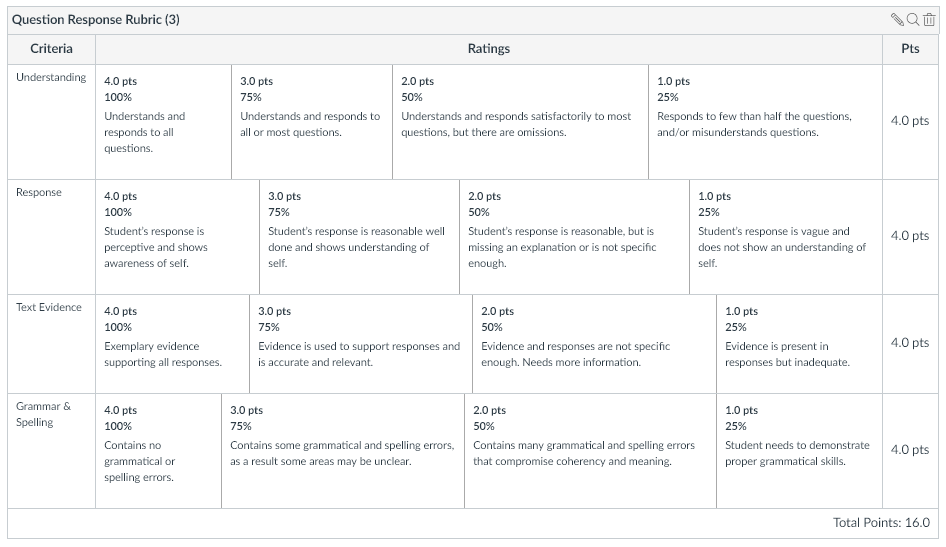 Question Response Rubric (3)
Criteria
Ratings
Pts
Understanding
4.0 pts
100%
Understands and
responds to all
questions.
3.0 pts
75%
Understands and responds to
all or most questions.
2.0 pts
50%
Understands and responds satisfactorily to most
questions, but there are omissions.
1.0 pts
25%
Responds to few than half the questions,
and/or misunderstands questions.
4.0 pts
Response
4.0 pts
100%
Student's response is
perceptive and shows
awareness of self.
3.0 pts
75%
Student's response is reasonable well
done and shows understanding of
self.
2.0 pts
50%
Student's response is reasonable, but is
missing an explanation or is not specific
enough.
1.0 pts
25%
Student's response is vague and
does not show an understanding of
self.
4.0 pts
Text Evidence
4.0 pts
100%
Exemplary evidence
supporting all responses.
3.0 pts
75%
Evidence is used to support responses and
is accurate and relevant.
2.0 pts
50%
Evidence and responses are not specific
enough. Needs more information.
1.0 pts
25%
Evidence is present in
responses but inadequate.
4.0 pts
Grammar &
Spelling
4.0 pts
100%
Contains no
grammatical or
spelling errors.
3.0 pts
75%
Contains some grammatical and spelling errors,
as a result some areas may be unclear.
2.0 pts
50%
Contains many grammatical and spelling errors
that compromise coherency and meaning.
1.0 pts
25%
Student needs to demonstrate
proper grammatical skills.
4.0 pts
Total Points: 16.0